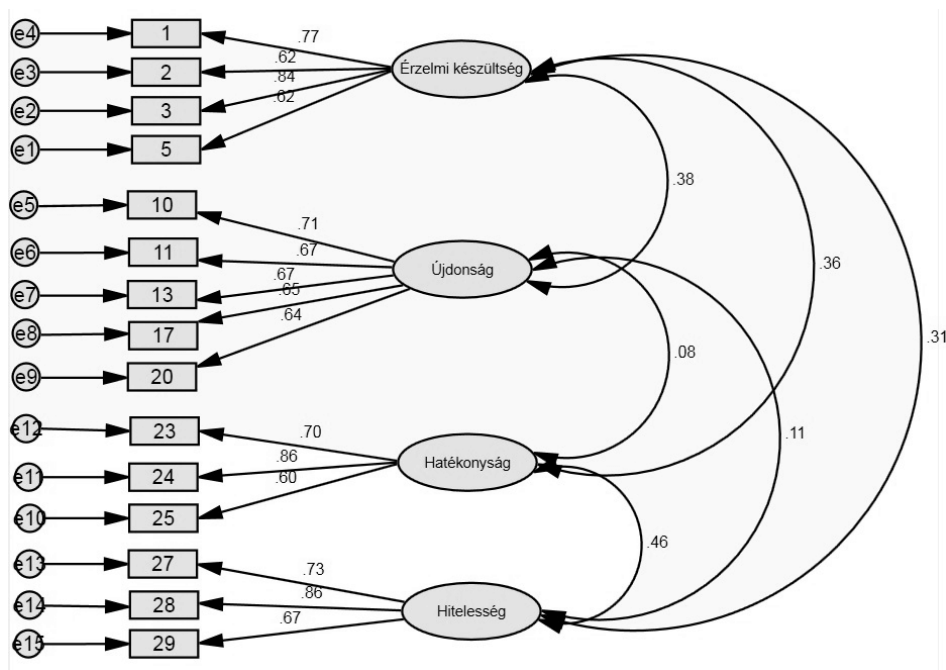 e4 1 .77
e3 2 .62 Érzelmi készültség
e2 3 .84
e1 5 .62
.38
e5 10 .71
e6 11 .67 Újdonság .36
e7 13 .67
e8 17 .65
e9 20 .64
.31
.08
e12 23 .70
.11
e11 24 .86 Hatékonyság
e10 25 .60
.46
e13 27 .73
e14 28 .86 Hitelesség
e15 29 .67